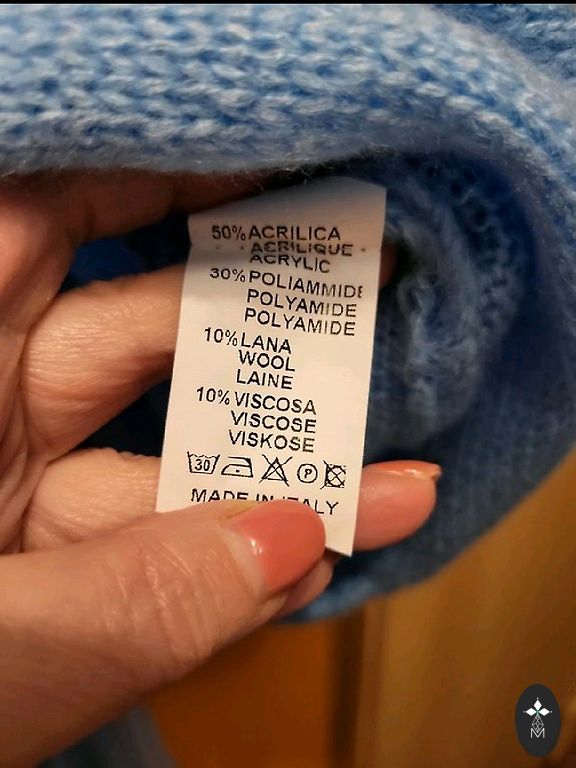 50% ACRILICA
ACRILIQUE
ACRYLIC
30% POLIAMMIDE
POLYAMIDE
POLYAMIDE
10% LANA
WOOL
LAINE
10% VISCOSA
VISCOSE
VISKOSE
30 P
MADE IN ITALY
M